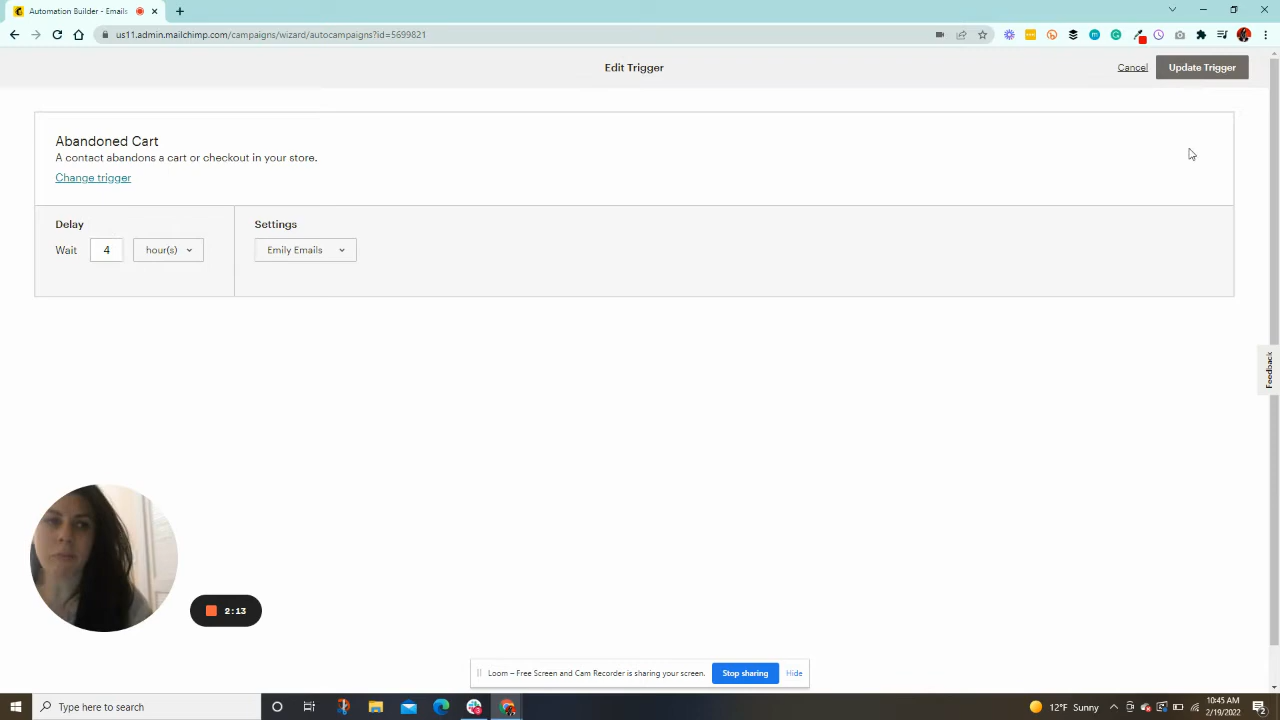 Automation Builder - Emails
us11.admin.mailchimp.com/campaigns/wizard/autocampaigns?id=5699821
Edit Trigger
Cancel
Update Trigger
Abandoned Cart
A contact abandons a cart or checkout in your store.
Change trigger
Delay
Settings
Wait 4 hour(s)
Emily Emails
Feedback
2:13
Loom – Free Screen and Cam Recorder is sharing your screen.
Stop sharing
Hide
Type here to search
12°F Sunny
10:45 AM
2/19/2022
2